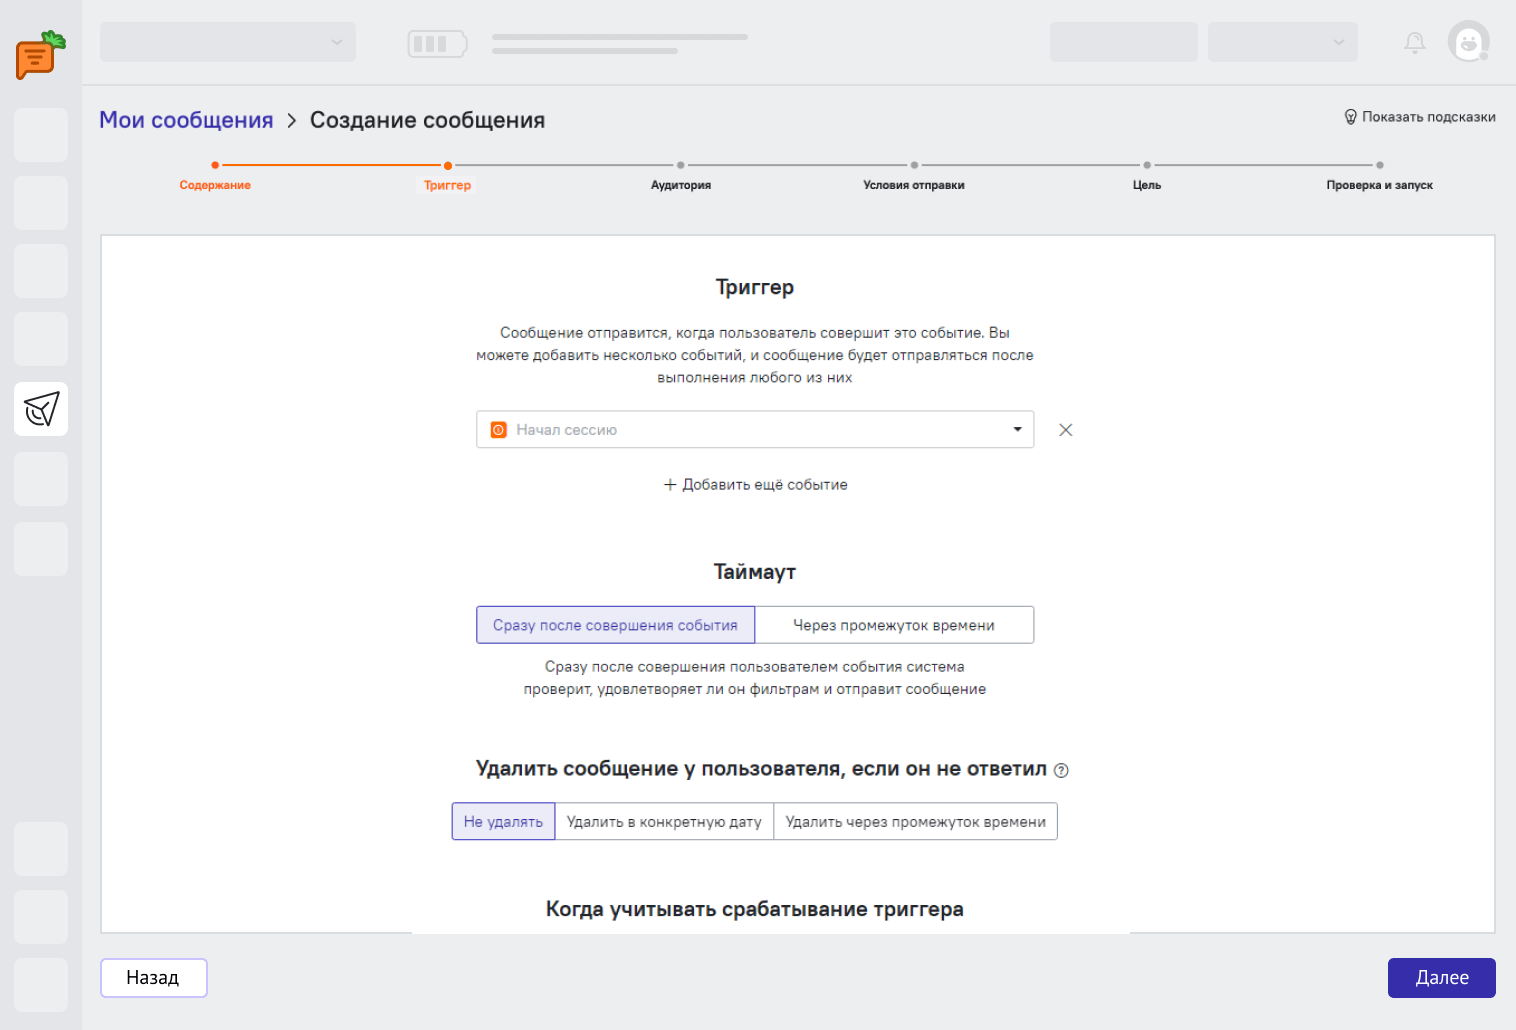 Мои сообщения > Создание сообщения
Показать подсказки
Содержание
Триггер
Аудитория
Условия отправки
Цель
Проверка и запуск
Триггер
Сообщение отправится, когда пользователь совершит это событие. Вы
можете добавить несколько событий, и сообщение будет отправляться после
выполнения любого из них
Начал сессию
+ Добавить ещё событие
Таймаут
Сразу после совершения события
Через промежуток времени
Сразу после совершения пользователем события система
проверит, удовлетворяет ли он фильтрам и отправит сообщение
Удалить сообщение у пользователя, если он не ответил
Не удалять
Удалить в конкретную дату
Удалить через промежуток времени
Когда учитывать срабатывание триггера
Назад
Далее